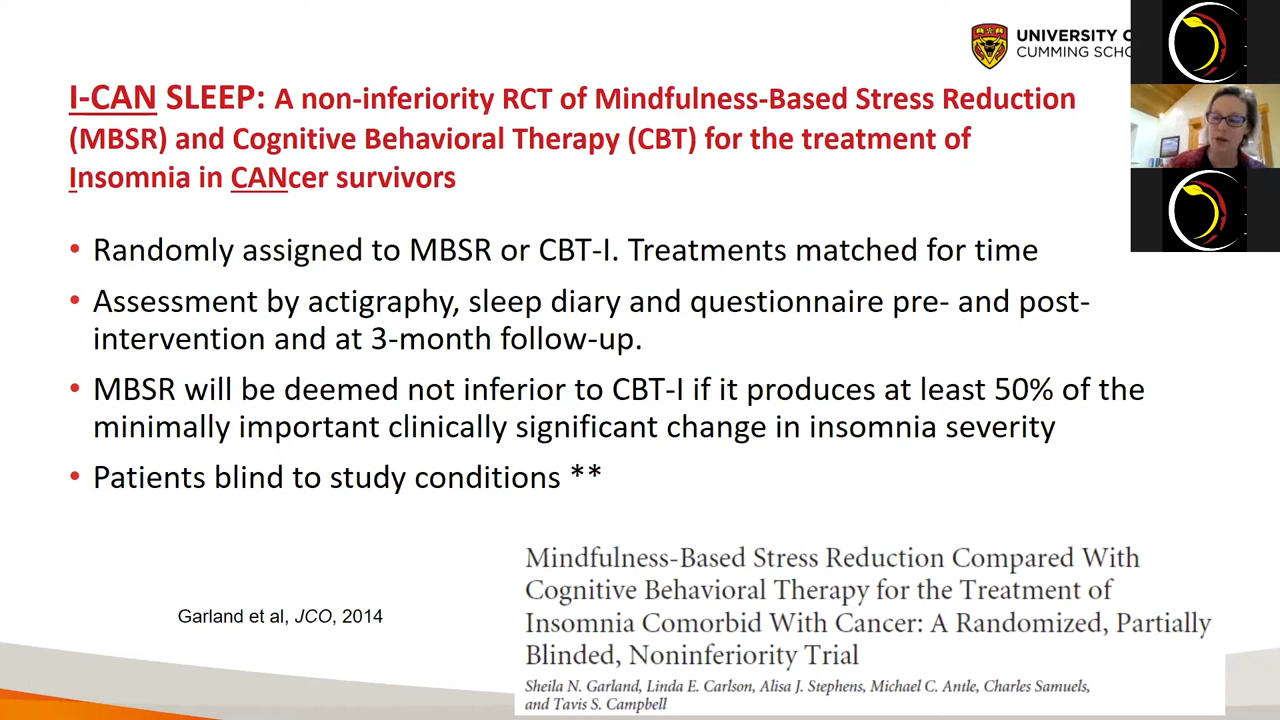 UNIVERSITY
CUMMING SCHO
I-CAN SLEEP: A non-inferiority RCT of Mindfulness-Based Stress Reduction
(MBSR) and Cognitive Behavioral Therapy (CBT) for the treatment of
Insomnia in CANcer survivors
• Randomly assigned to MBSR or CBT-I. Treatments matched for time
• Assessment by actigraphy, sleep diary and questionnaire pre- and post-
intervention and at 3-month follow-up.
• MBSR will be deemed not inferior to CBT-I if it produces at least 50% of the
minimally important clinically significant change in insomnia severity
• Patients blind to study conditions **
Garland et al, JCO, 2014
Mindfulness-Based Stress Reduction Compared With
Cognitive Behavioral Therapy for the Treatment of
Insomnia Comorbid With Cancer: A Randomized, Partially
Blinded, Noninferiority Trial
Sheila N. Garland, Linda E. Carlson, Alisa J. Stephens, Michael C. Antle, Charles Samuels,
and Tavis S. Campbell